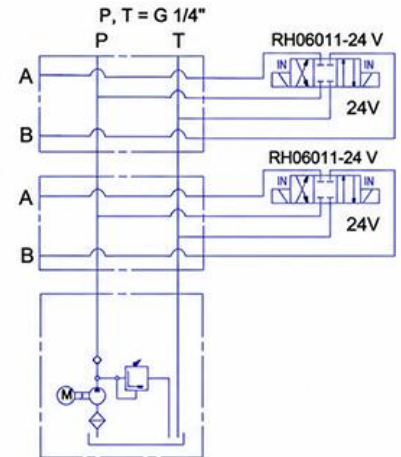 P, T = G 1/4"
P T
RH06011-24 V
A
IN IN
24V
B
RH06011-24 V
A
IN IN
24V
B
M